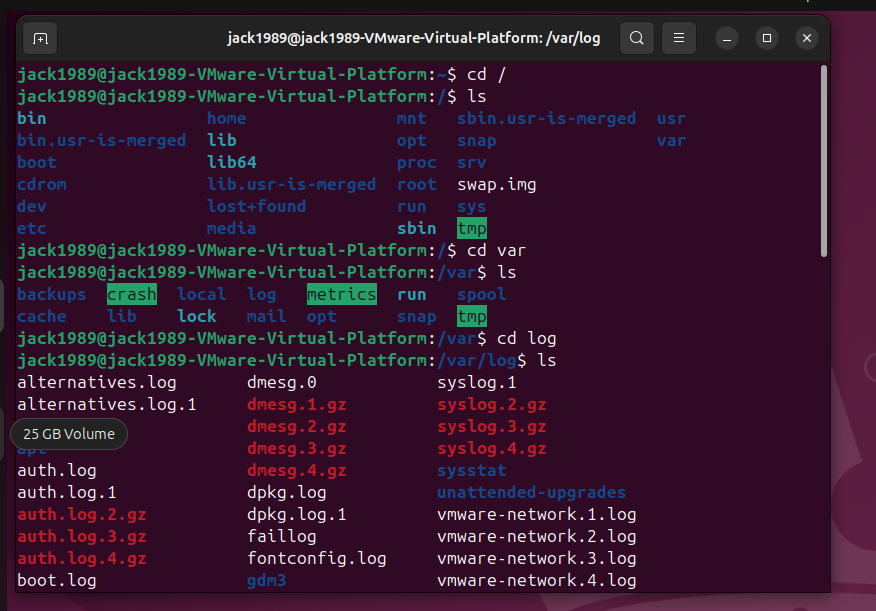 jack1989@jack1989-VMware-Virtual-Platform: /var/log
jack1989@jack1989-VMware-Virtual-Platform:~$ cd /
jack1989@jack1989-VMware-Virtual-Platform:/$ ls
bin home mnt sbin.usr-is-merged usr
bin.usr-is-merged lib opt snap var
boot lib64 proc srv
cdrom lib.usr-is-merged root swap.img
dev lost+found run sys
etc media sbin tmp
jack1989@jack1989-VMware-Virtual-Platform:/$ cd var
jack1989@jack1989-VMware-Virtual-Platform:/var$ ls
backups crash local log metrics run spool
cache lib lock mail opt snap tmp
jack1989@jack1989-VMware-Virtual-Platform:/var$ cd log
jack1989@jack1989-VMware-Virtual-Platform:/var/log$ ls
alternatives.log dmesg.0 syslog.1
alternatives.log.1 dmesg.1.gz syslog.2.gz
dmesg.2.gz syslog.3.gz
25 GB Volume
dmesg.3.gz syslog.4.gz
auth.log dmesg.4.gz sysstat
auth.log.1 dpkg.log unattended-upgrades
auth.log.2.gz dpkg.log.1 vmware-network.1.log
auth.log.3.gz faillog vmware-network.2.log
auth.log.4.gz fontconfig.log vmware-network.3.log
boot.log gdm3 vmware-network.4.log